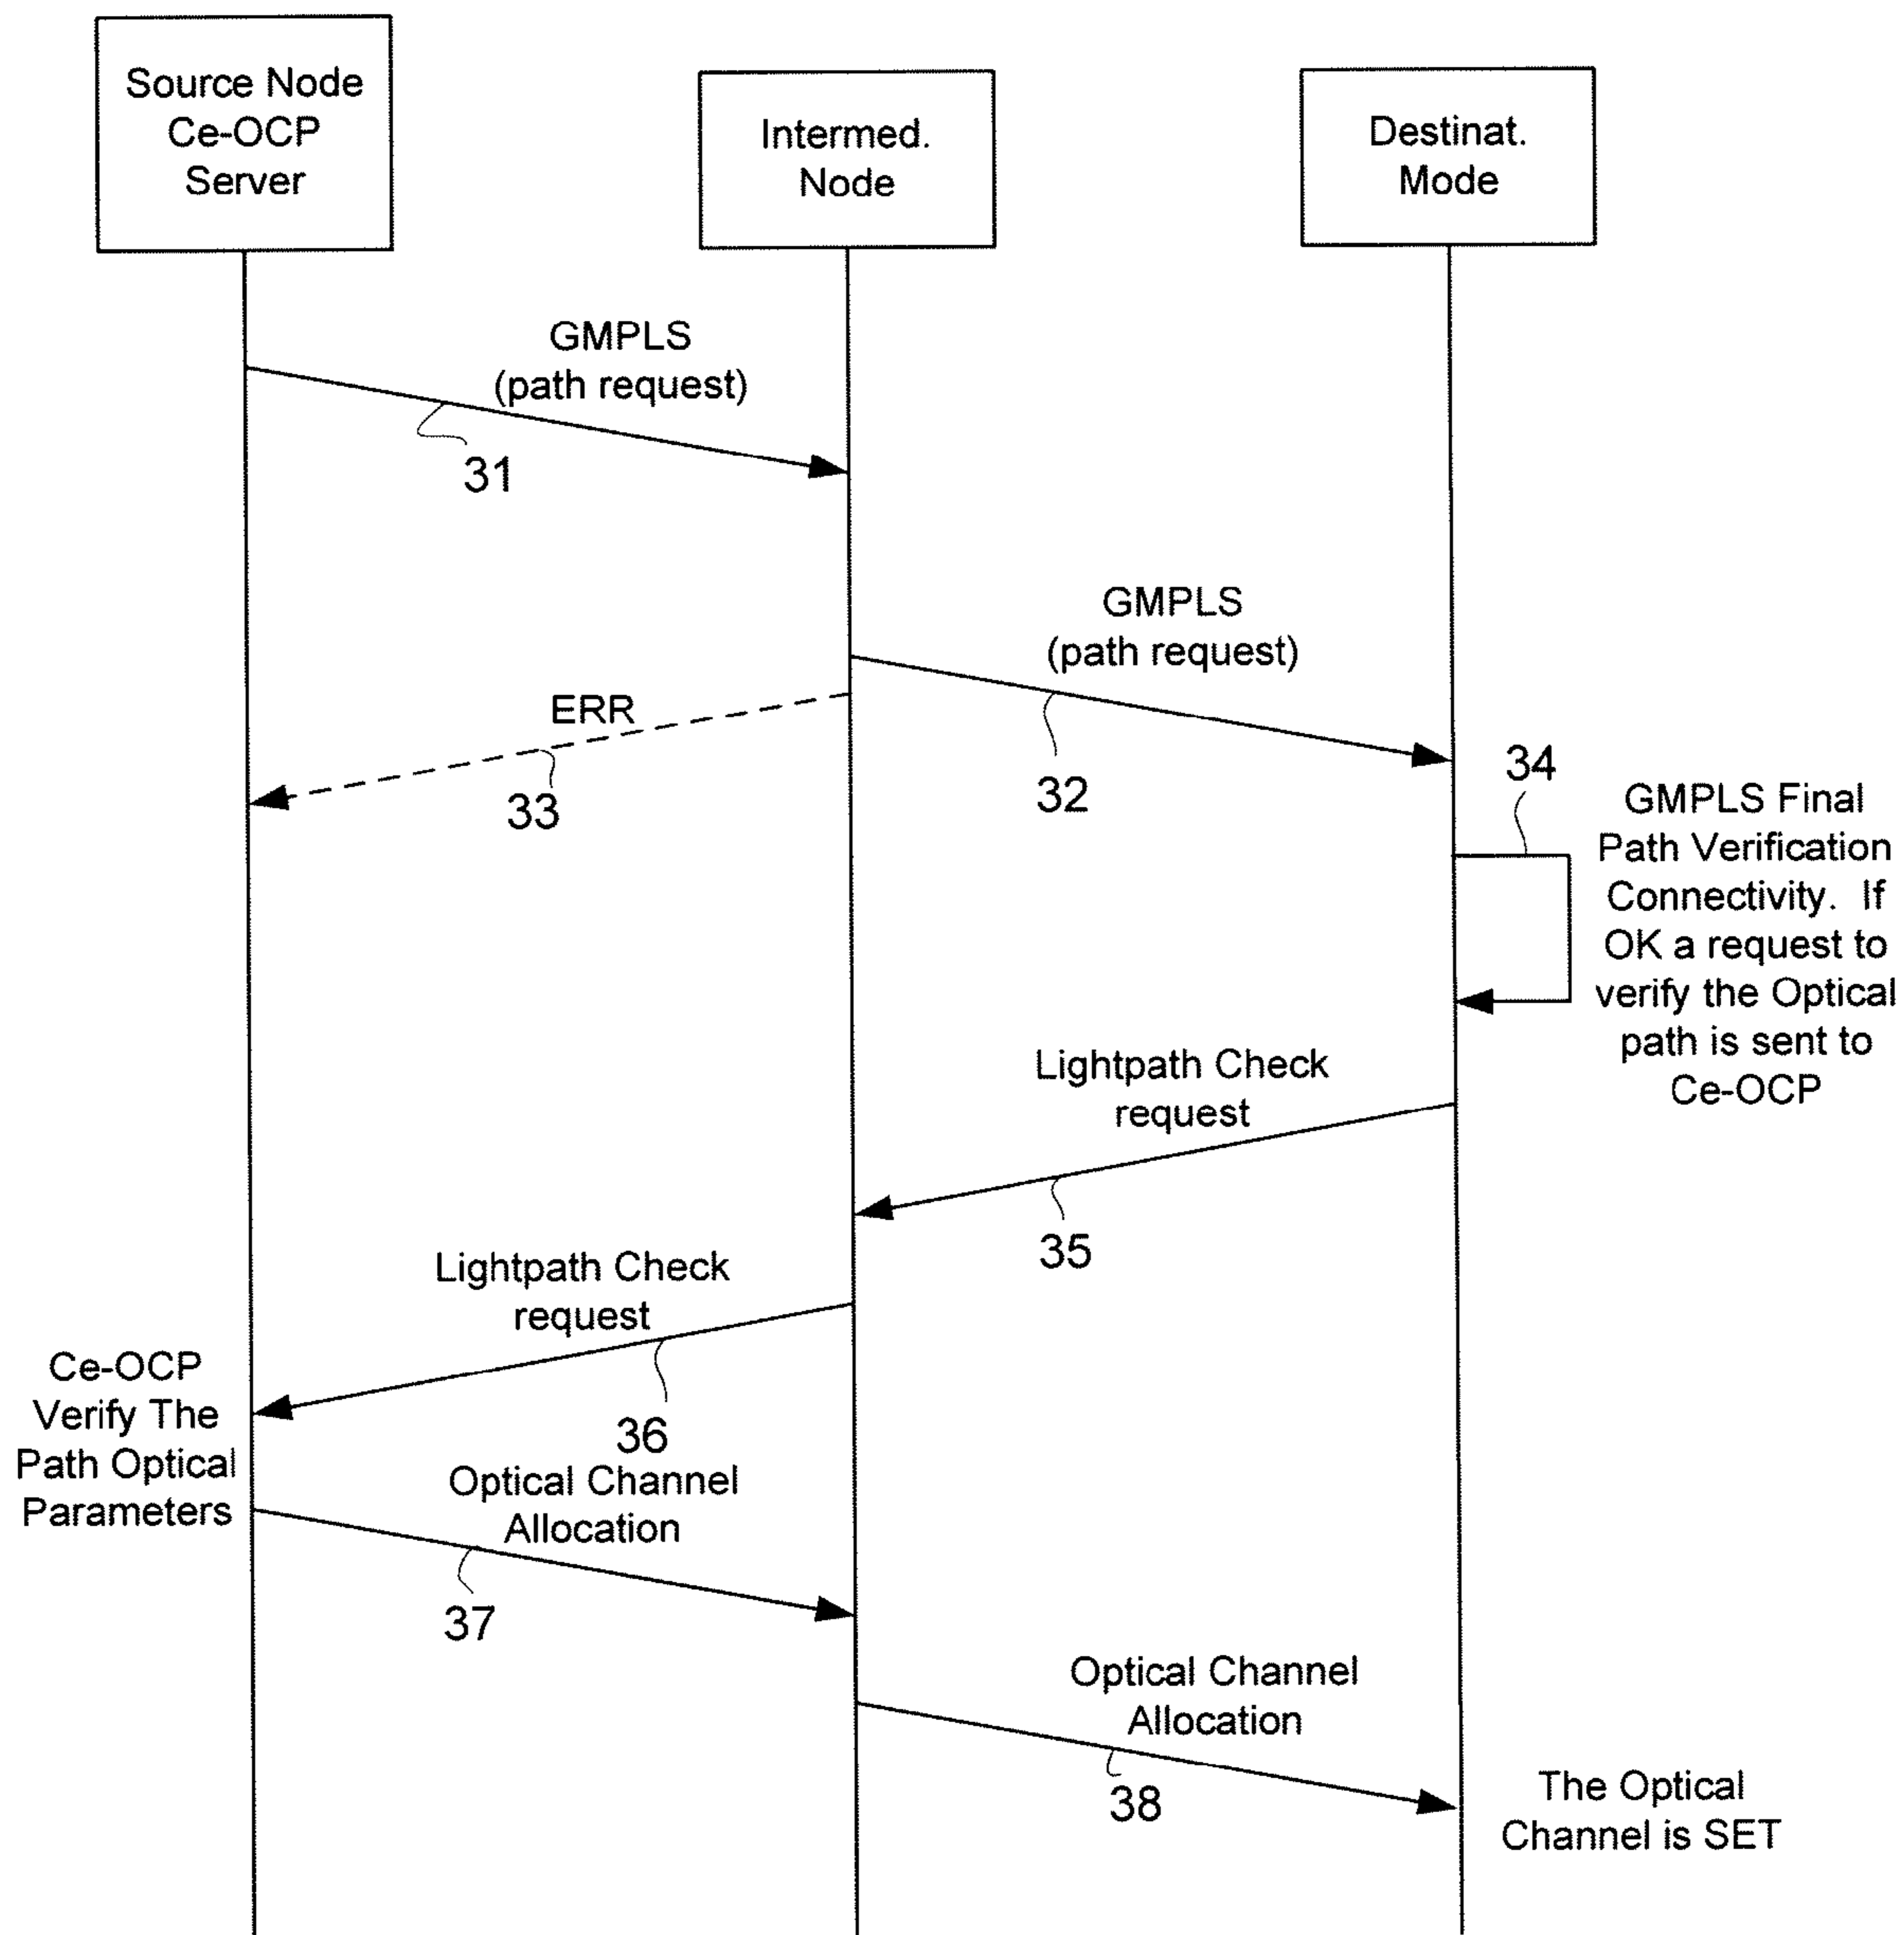 Source Node
Ce-OCP
Server
Intermed.
Node
Destinat.
Mode
GMPLS
(path request)
31
GMPLS
(path request)
32
ERR
33
34
GMPLS Final
Path Verification
Connectivity. If
OK a request to
verify the Optical
path is sent to
Ce-OCP
Lightpath Check
request
35
Lightpath Check
request
36
Ce-OCP
Verify The
Path Optical
Parameters
Optical Channel
Allocation
37
Optical Channel
Allocation
38
The Optical
Channel is SET